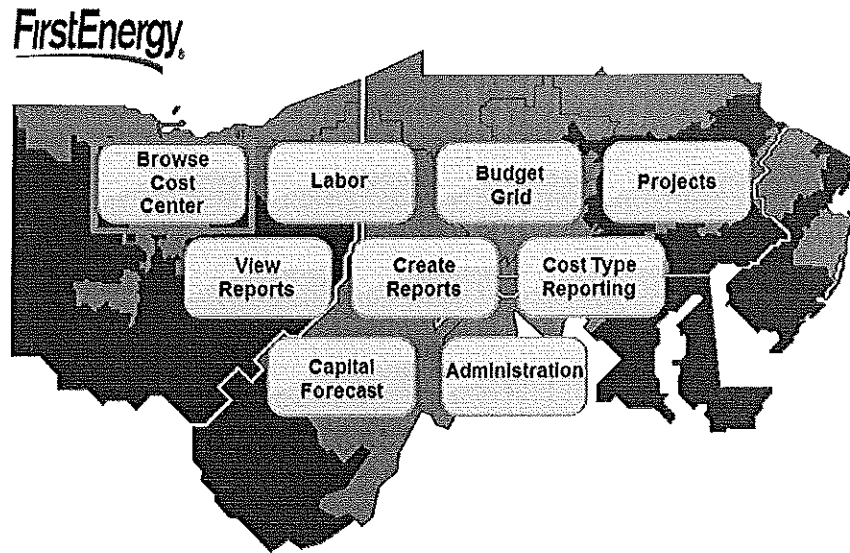 FirstEnergy®
Browse
Cost
Center
Labor
Budget
Grid
Projects
View
Reports
Create
Reports
Cost Type
Reporting
Capital
Forecast
Administration